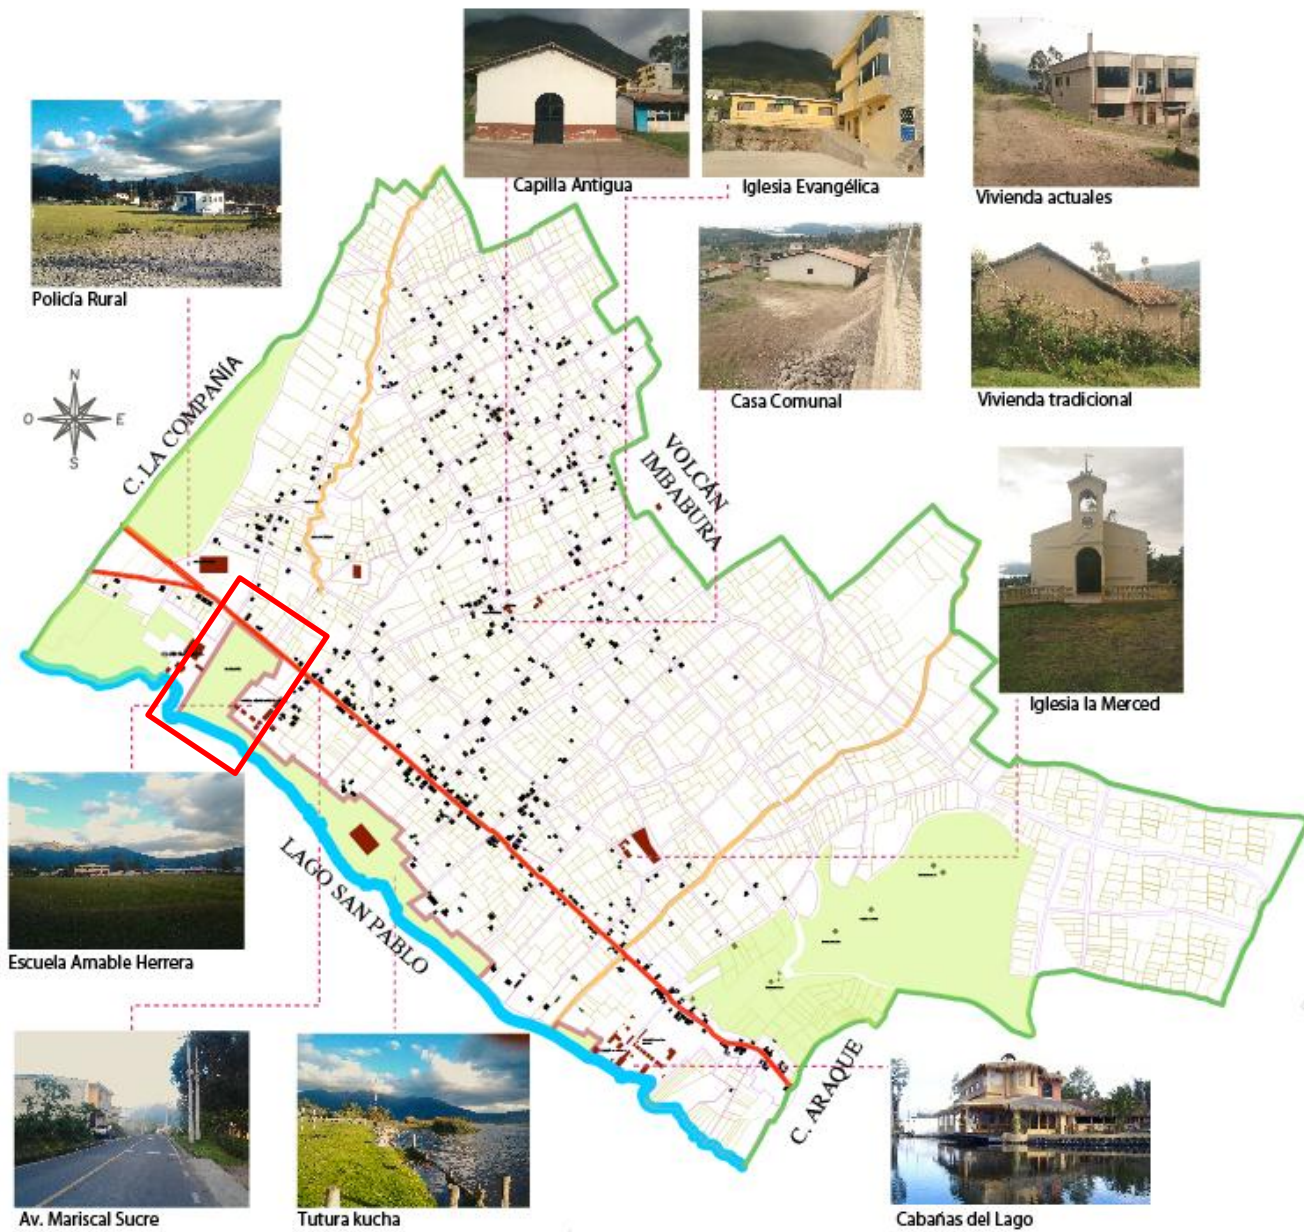 Capilla Antigua
Iglesia Evangélica
Vivienda actuales
Policía Rural
Casa Comunal
Vivienda tradicional
N
O
E
S
C. LA COMPAÑÍA
VOLCÁN
IMBABURA
Iglesia la Merced
LAGO SAN PABLO
Escuela Amable Herrera
C. ARAQUE
Av. Mariscal Sucre
Tutura kucha
Cabañas del Lago